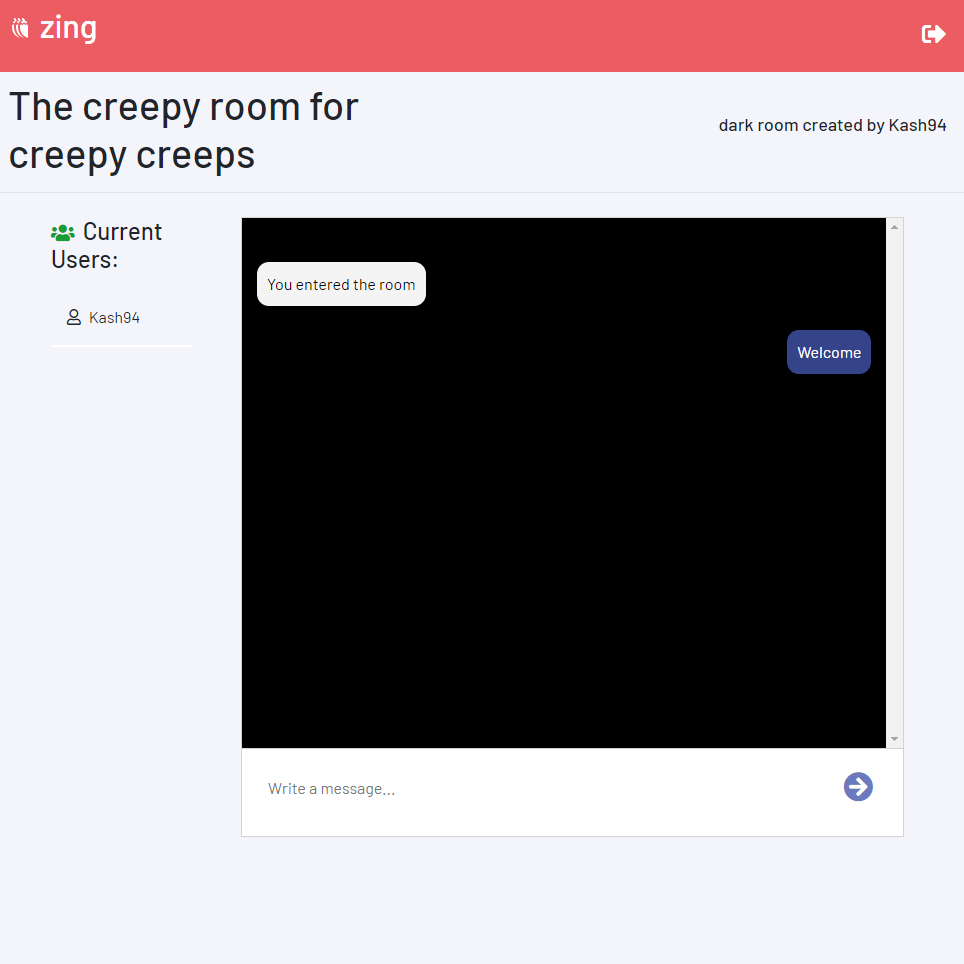 zing
The creepy room for
creepy creeps
dark room created by Kash94
Current
Users:
Kash94
You entered the room
Welcome
Write a message...